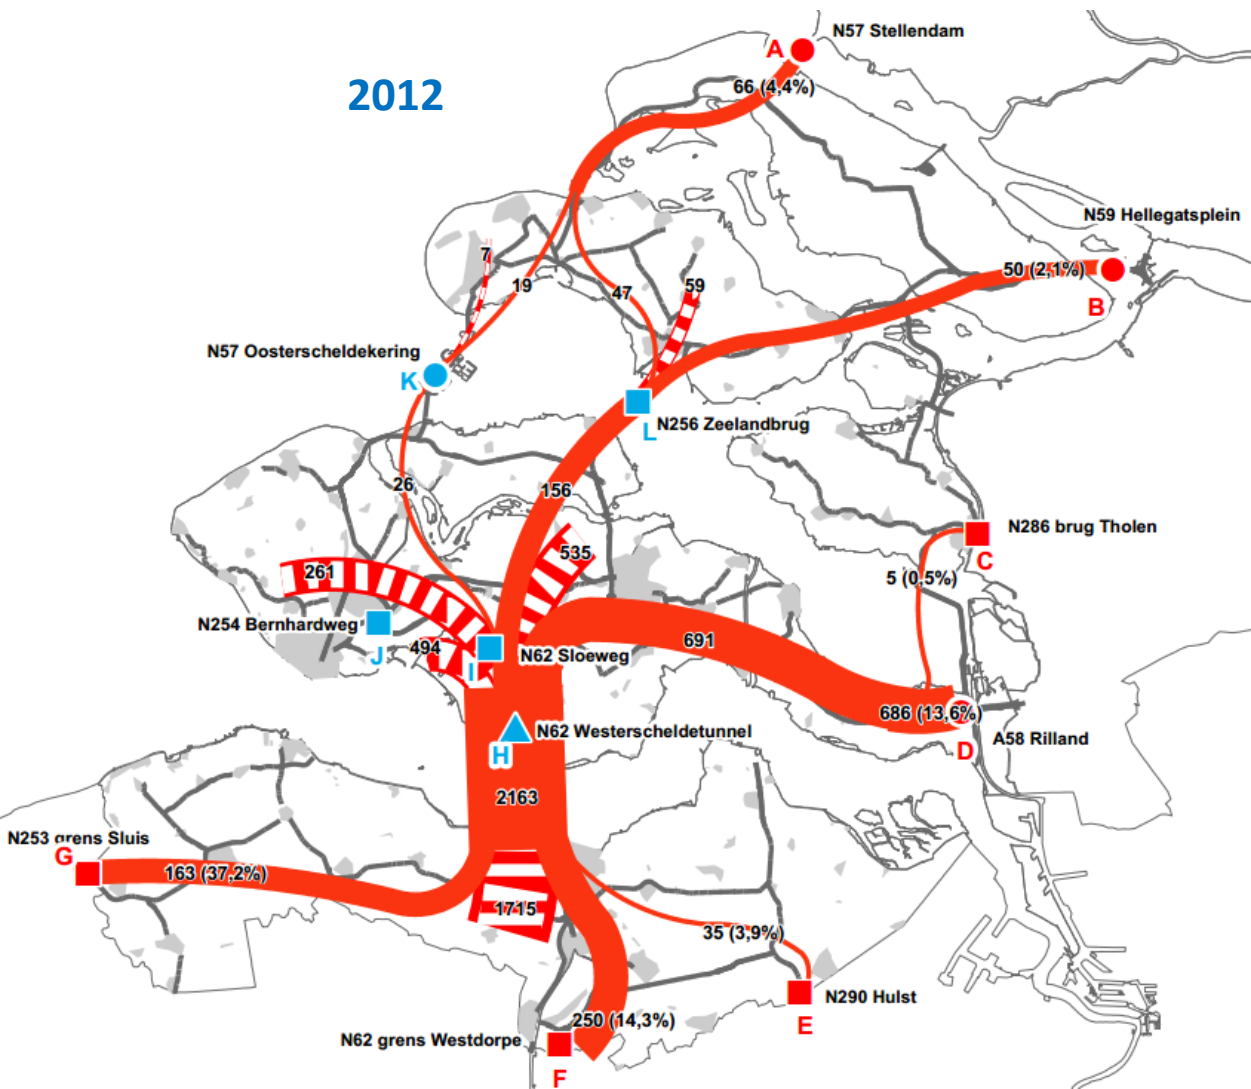 N57 Stellendam
A
2012
66 (4,4%)
N59 Hellegatsplein
7
19
47
59
50 (2,1%)
B
N57 Oosterscheldekering
K
N256 Zeelandbrug
L
26
156
N286 brug Tholen
C
535
261
5 (0,5%)
N254 Bernhardweg
J
494
I
N62 Sloeweg
691
686 (13,6%)
N62 Westerscheldetunnel
H
A58 Rilland
D
2163
N253 grens Sluis
G
163 (37,2%)
1715
35 (3,9%)
N290 Hulst
E
250 (14,3%)
N62 grens Westdorpe
F